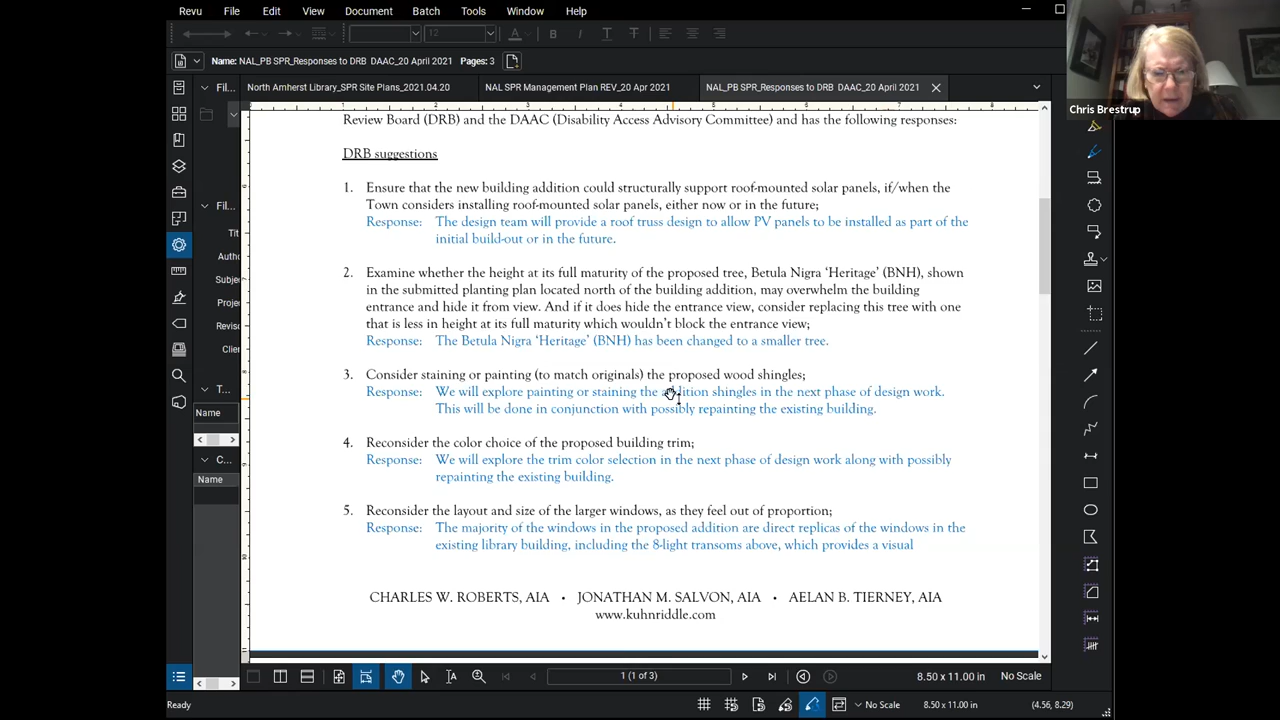 Revu File Edit View Document Batch Tools Window Help
12
Name: NAL_PB SPR_Responses to DRB DAAC_20 April 2021 Pages: 3
Fil... North Amherst Library_SPR Site Plans_2021.04.20 NAL SPR Management Plan REV_20 Apr 2021 NAL_PB SPR_Responses to DRB DAAC_20 April 2021
Chris Brestrup
Review Board (DRB) and the DAAC (Disability Access Advisory Committee) and has the following responses:
DRB suggestions
1. Ensure that the new building addition could structurally support roof-mounted solar panels, if/when the
Town considers installing roof-mounted solar panels, either now or in the future;
Response: The design team will provide a roof truss design to allow PV panels to be installed as part of the
initial build-out or in the future.
2. Examine whether the height at its full maturity of the proposed tree, Betula Nigra ‘Heritage’ (BNH), shown
in the submitted planting plan located north of the building addition, may overwhelm the building
entrance and hide it from view. And if it does hide the entrance view, consider replacing this tree with one
that is less in height at its full maturity which wouldn’t block the entrance view;
Response: The Betula Nigra ‘Heritage’ (BNH) has been changed to a smaller tree.
3. Consider staining or painting (to match originals) the proposed wood shingles;
Response: We will explore painting or staining the addition shingles in the next phase of design work.
This will be done in conjunction with possibly repainting the existing building.
4. Reconsider the color choice of the proposed building trim;
Response: We will explore the trim color selection in the next phase of design work along with possibly
repainting the existing building.
5. Reconsider the layout and size of the larger windows, as they feel out of proportion;
Response: The majority of the windows in the proposed addition are direct replicas of the windows in the
existing library building, including the 8-light transoms above, which provides a visual
CHARLES W. ROBERTS, AIA • JONATHAN M. SALVON, AIA • AELAN B. TIERNEY, AIA
www.kuhnriddle.com
Fil...
Tit
Autho
Subje
Proje
Revis
Clie
T...
Name
C...
Name
1 (1 of 3) 8.50 x 11.00 in No Scale
Ready No Scale 8.50 x 11.00 in (4.56, 8.29)